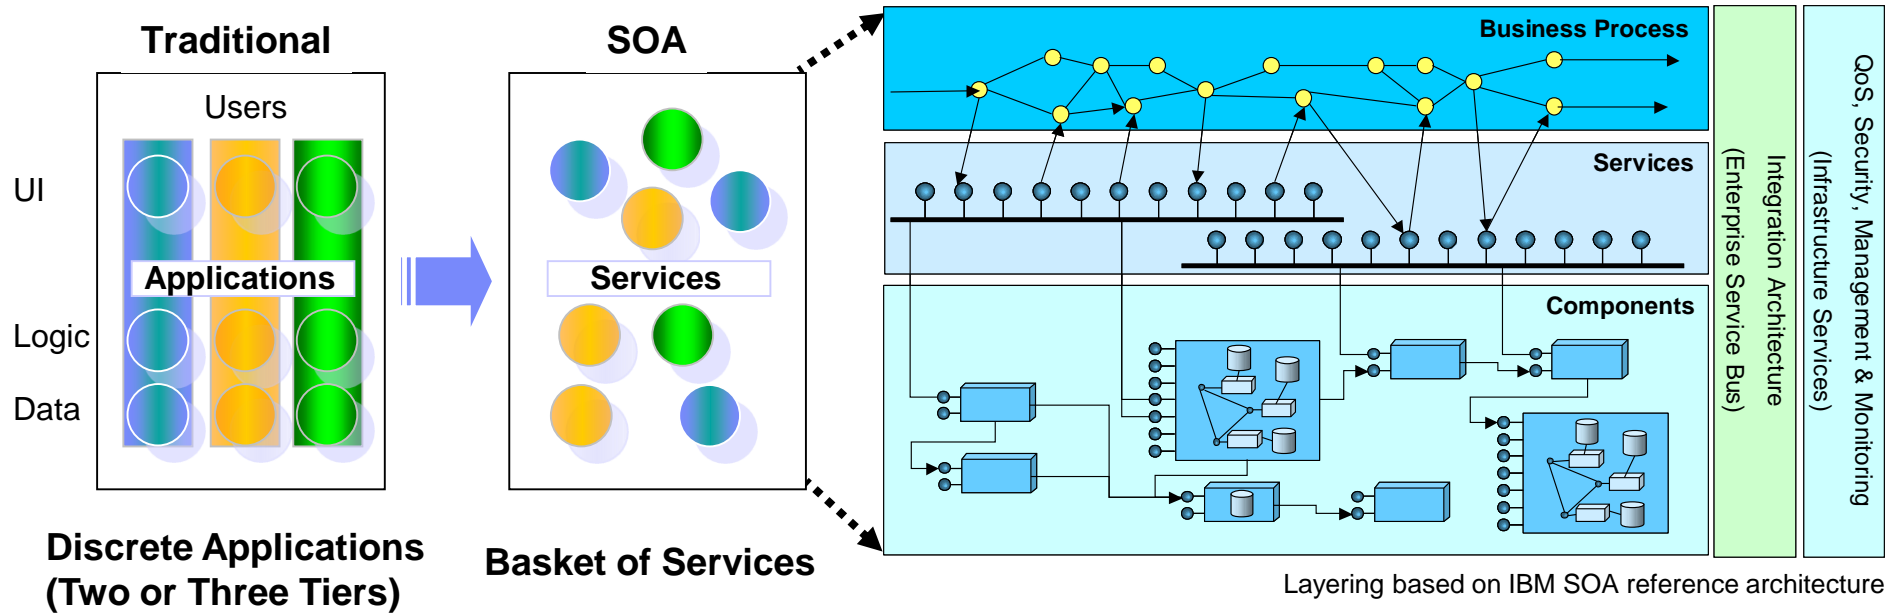 Traditional
Users
UI
Applications
Logic
Data
Discrete Applications
(Two or Three Tiers)
SOA
Services
Basket of Services
Business Process
Services
Components
Integration Architecture
(Enterprise Service Bus)
QoS, Security, Management & Monitoring
(Infrastructure Services)
Layering based on IBM SOA reference architecture